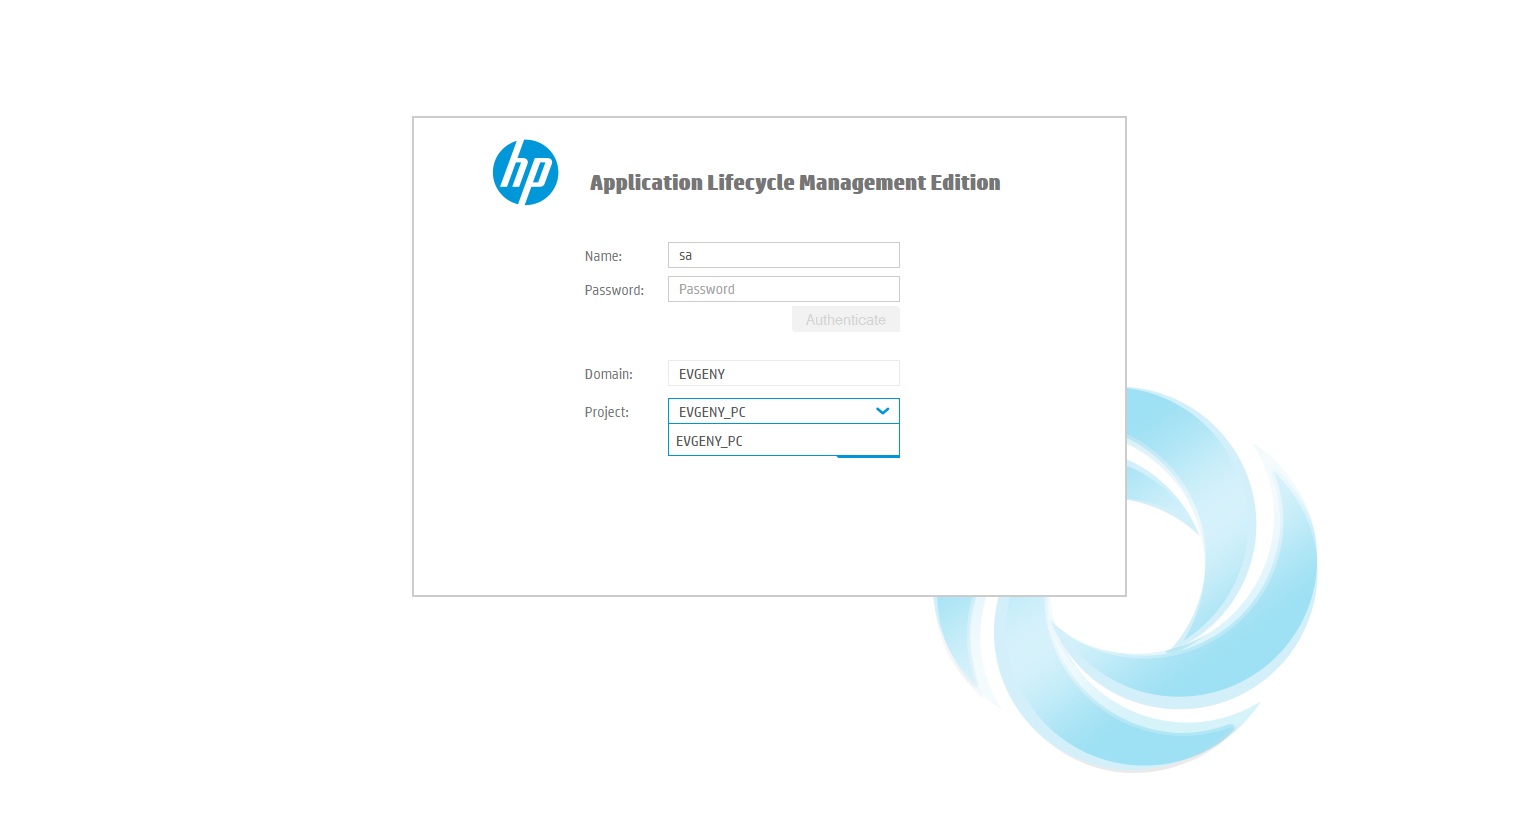 hp
Application Lifecycle Management Edition
Name: sa
Password: Password
Authenticate
Domain: EVGENY
Project: EVGENY_PC
EVGENY_PC